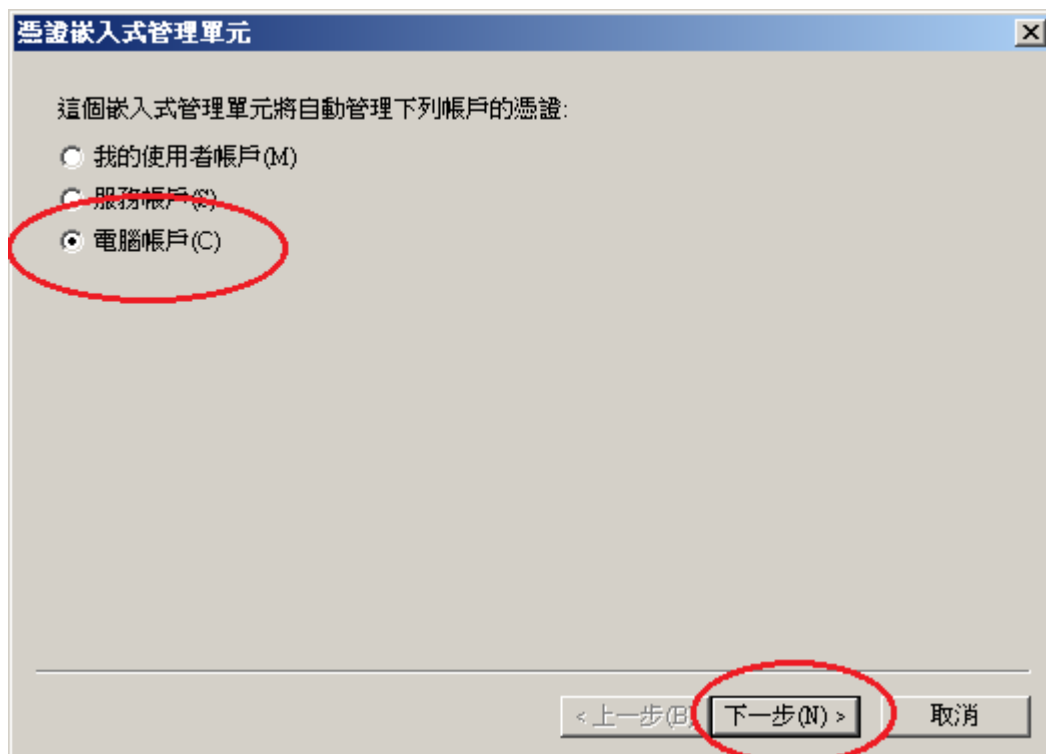 憑證嵌入式管理單元
這個嵌入式管理單元將自動管理下列帳戶的憑證:
我的使用者帳戶(M)
服務帳戶(S)
電腦帳戶(C)
< 上一步(B)
下一步(N) >
取消